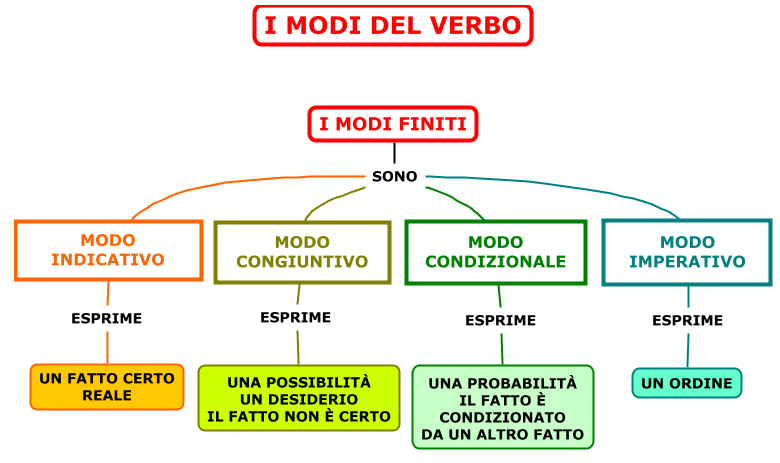 I MODI DEL VERBO
I MODI FINITI
SONO
MODO
INDICATIVO
MODO
CONGIUNTIVO
MODO
CONDIZIONALE
MODO
IMPERATIVO
ESPRIME
ESPRIME
ESPRIME
ESPRIME
UN FATTO CERTO
REALE
UNA POSSIBILITÀ
UN DESIDERIO
IL FATTO NON È CERTO
UNA PROBABILITÀ
IL FATTO È
CONDIZIONATO
DA UN ALTRO FATTO
UN ORDINE